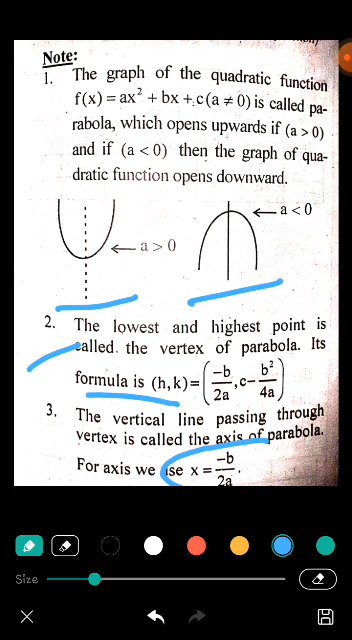 Note:
1. The graph of the quadratic function
f(x) = ax² + bx + c (a ≠ 0) is called pa-
rabola, which opens upwards if (a > 0)
and if (a < 0) then the graph of qua-
dratic function opens downward.
a > 0
a < 0
2. The lowest and highest point is
called. the vertex of parabola. Its
formula is (h,k) = (-b/2a, c - b²/4a)
3. The vertical line passing through
vertex is called the axis of parabola.
For axis we use x = -b/2a.
Size